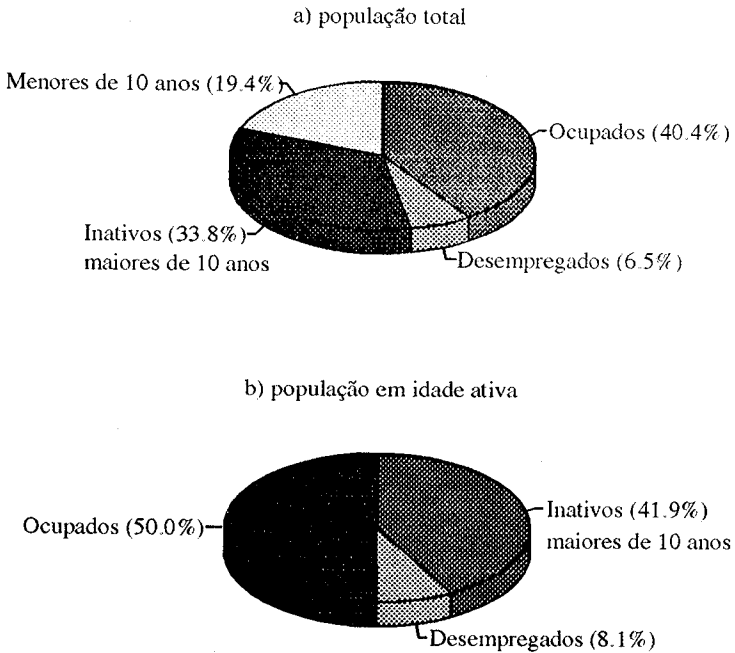 a) população total
Menores de 10 anos (19.4%)
Ocupados (40.4%)
Inativos (33.8%)
maiores de 10 anos
Desempregados (6.5%)
b) população em idade ativa
Ocupados (50.0%)
Inativos (41.9%)
maiores de 10 anos
Desempregados (8.1%)